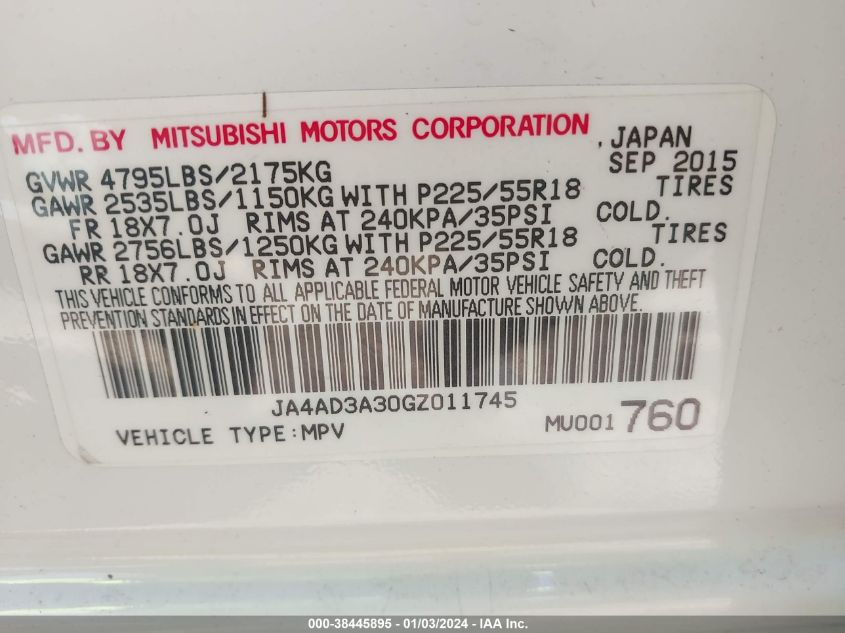 MFD. BY MITSUBISHI MOTORS CORPORATION , JAPAN
GVWR 4795LBS/2175KG SEP 2015
GAWR 2535LBS/1150KG WITH P225/55R18 TIRES
FR 18X7.0J RIMS AT 240KPA/35PSI COLD.
GAWR 2756LBS/1250KG WITH P225/55R18 TIRES
RR 18X7.0J RIMS AT 240KPA/35PSI COLD.
THIS VEHICLE CONFORMS TO ALL APPLICABLE FEDERAL MOTOR VEHICLE SAFETY AND THEFT
PREVENTION STANDARDS IN EFFECT ON THE DATE OF MANUFACTURE SHOWN ABOVE.
JA4AD3A30GZ011745
VEHICLE TYPE:MPV MU001760
000-38445895 - 01/03/2024 - IAA Inc.